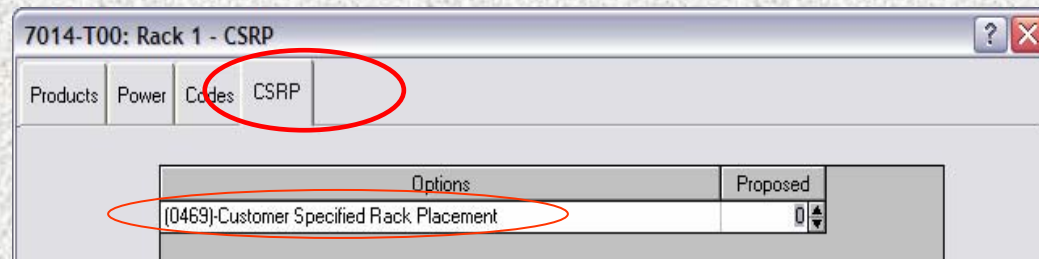 7014-T00: Rack 1 - CSRP
Products Power Codes CSRP
Options Proposed
(0469)-Customer Specified Rack Placement 0